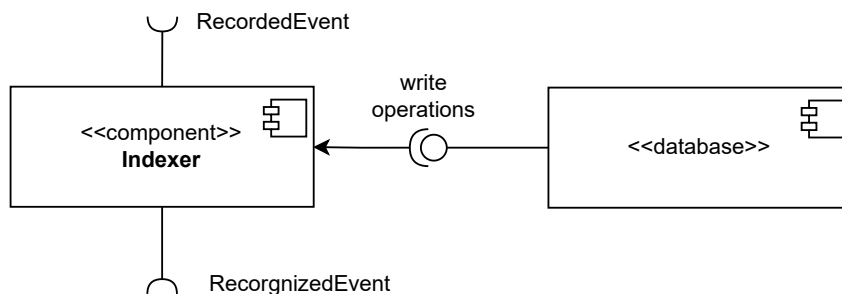 RecordedEvent
write
operations
<<component>>
Indexer
<<database>>
RecorgnizedEvent